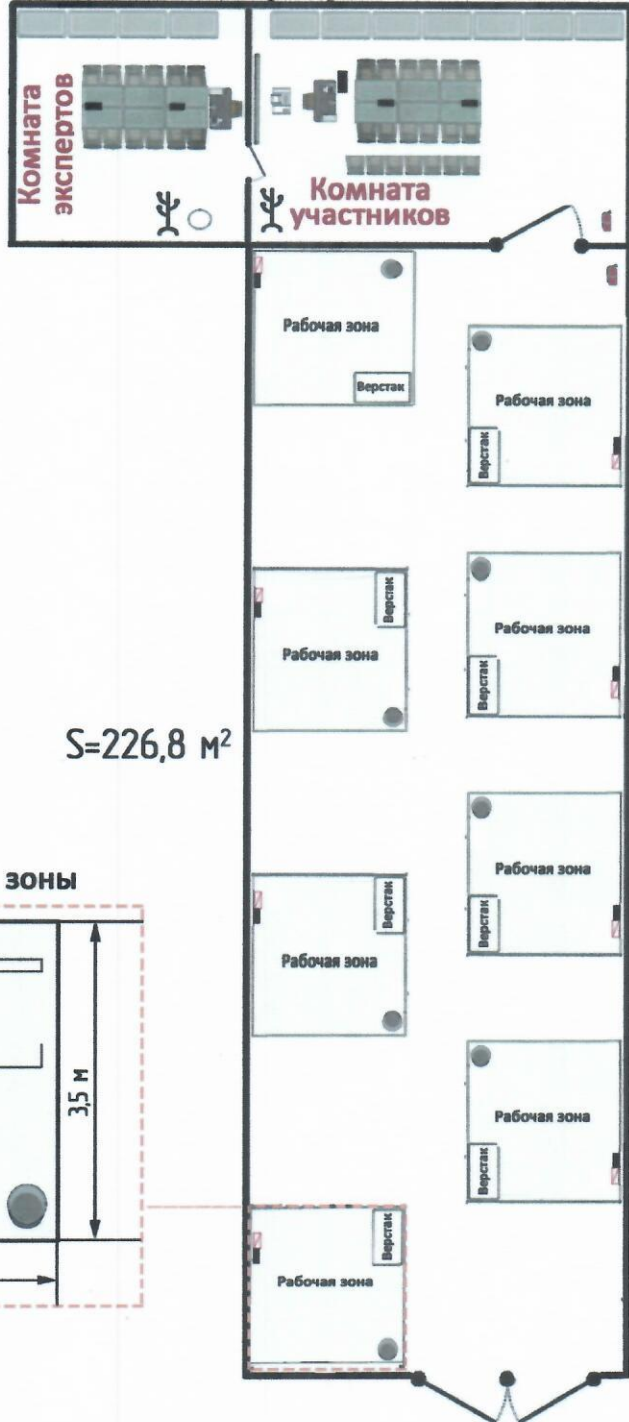 Комната
экспертов
Комната
участников
Рабочая зона
Верстак
Рабочая зона
Верстак
Рабочая зона
Верстак
Рабочая зона
Верстак
S=226,8 м²
Рабочая зона
Верстак
зоны
Рабочая зона
Верстак
3,5 м
Рабочая зона
Верстак
Рабочая зона
Верстак